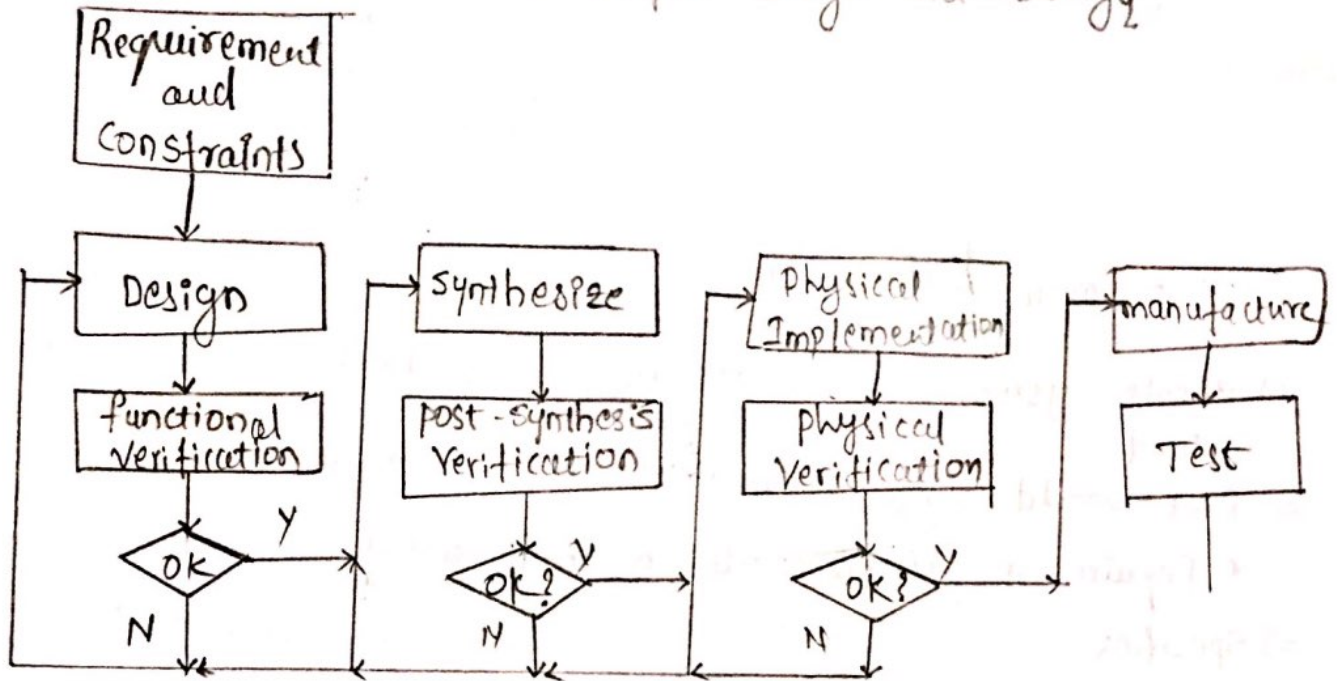 Requirement
and
Constraints
Design
functional
verification
OK
Y
N
Synthesize
post-synthesis
Verification
OK?
Y
N
Physical
Implementation
Physical
Verification
OK?
Y
N
manufacture
Test